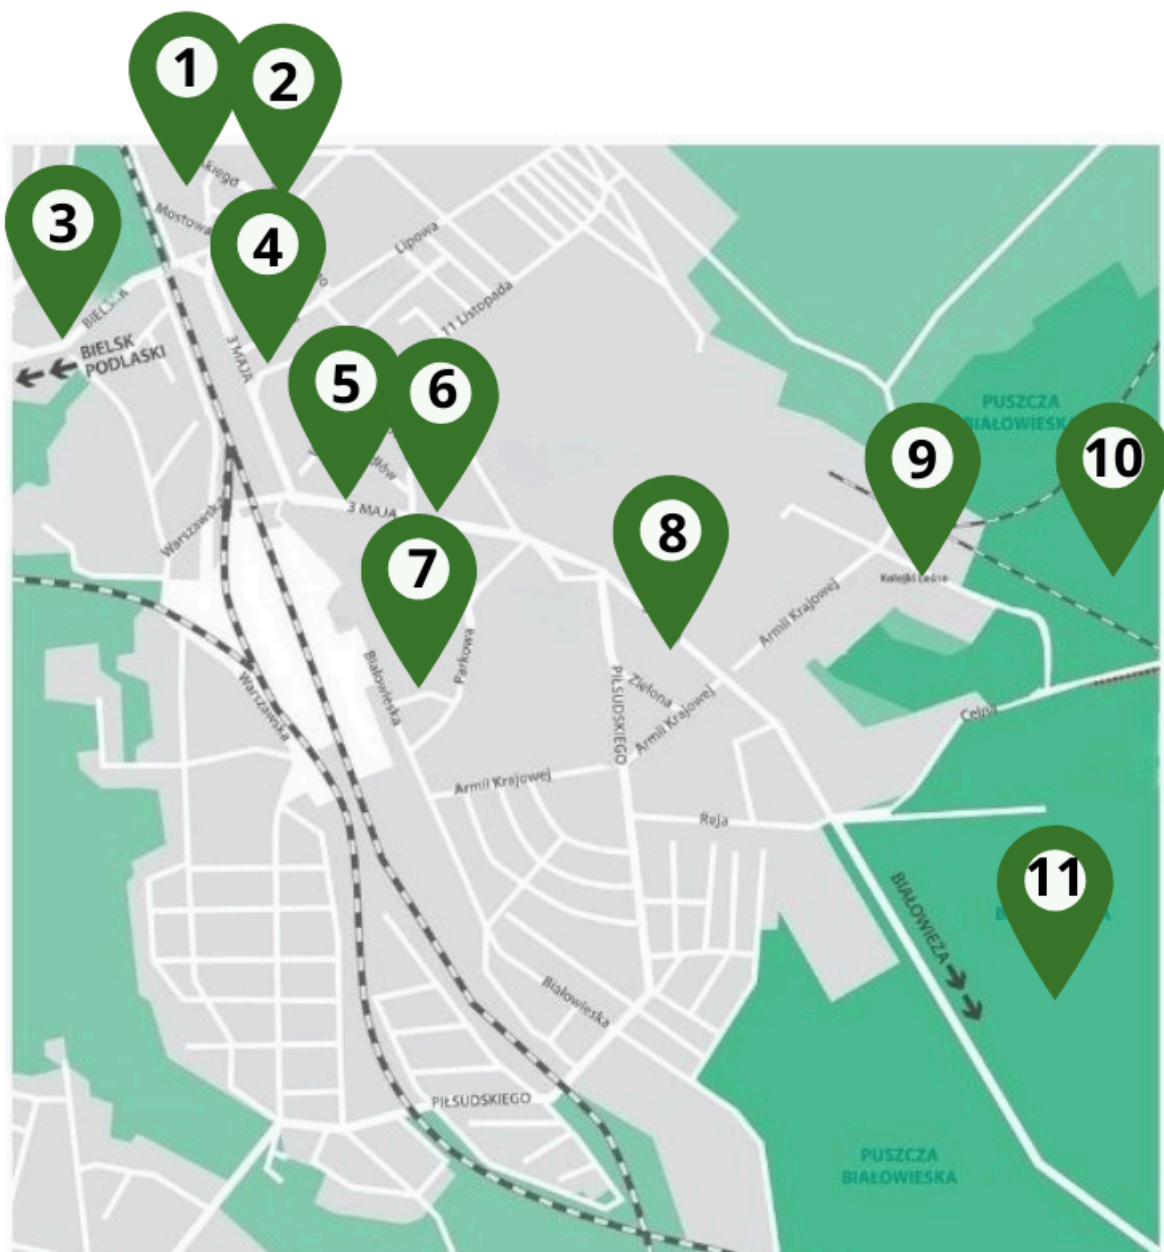 1
2
3
4
Mostowa
Lipowa
11 Listopada
BIELSKA
BIELSK
PODLASKI
3 MAJA
5
6
3 MAJA
7
8
9
10
PUSZCZA
BIAŁOWIESKA
Warszawska
Kolejki Leśne
Armii Krajowej
Parkowa
Białowieska
Warszawska
PIŁSUDSKIEGO
Zielona
Armii Krajowej
Celna
Armii Krajowej
Reja
11
BIAŁOWIEŻA
Białowieska
PIŁSUDSKIEGO
PUSZCZA
BIAŁOWIESKA